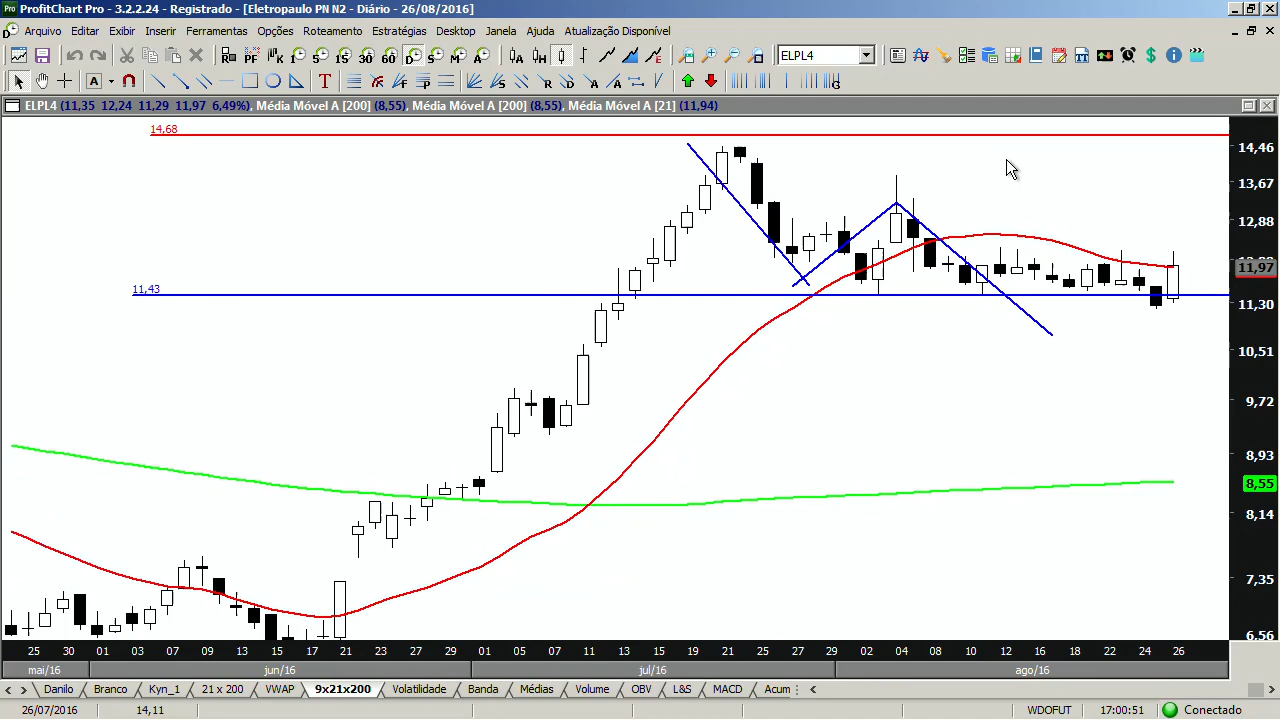 ProfitChart Pro - 3.2.2.24 - Registrado - [Eletropaulo PN N2 - Diário - 26/08/2016]
Arquivo Editar Exibir Inserir Ferramentas Opções Roteamento Estratégias Desktop Janela Ajuda Atualização Disponível
ELPL4
ELPL4 (11,35 12,24 11,29 11,97 6,49%), Média Móvel A [200] (8,55), Média Móvel A [200] (8,55), Média Móvel A [21] (11,94)
14,68
14,46
13,67
12,88
11,97
11,43
11,30
10,51
9,72
8,93
8,55
8,14
7,35
6,56
25 30 01 03 07 09 13 15 17 21 23 27 29 01 05 07 11 13 15 19 21 25 27 29 02 04 08 10 12 16 18 22 24 26
mai/16 jun/16 jul/16 ago/16
Danilo Branco Kyn_1 21 x 200 VWAP 9x21x200 Volatilidade Banda Médias Volume OBV L&S MACD Acum
26/07/2016 14,11 WDOFUT 17:00:51 Conectado